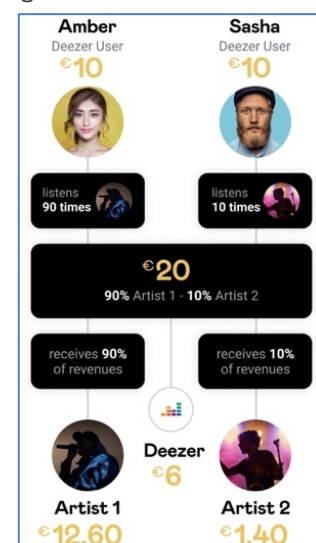 Amber
Deezer User
€10
Sasha
Deezer User
€10
listens
90 times
listens
10 times
€20
90% Artist 1 - 10% Artist 2
receives 90%
of revenues
receives 10%
of revenues
Deezer
€6
Artist 1
€12.60
Artist 2
€1.40